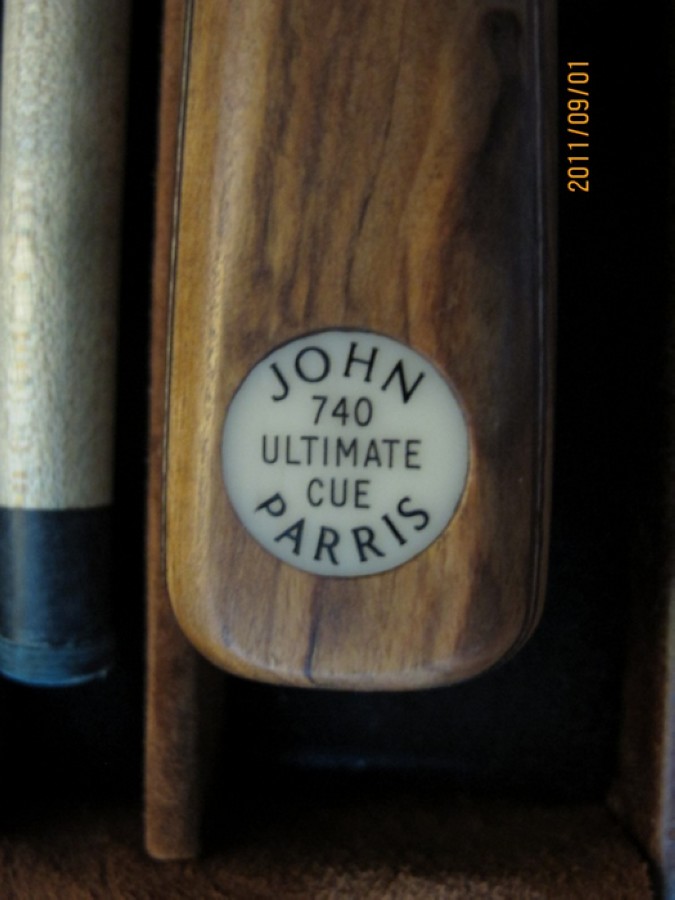 JOHN
740
ULTIMATE
CUE
PARRIS
2011/09/01